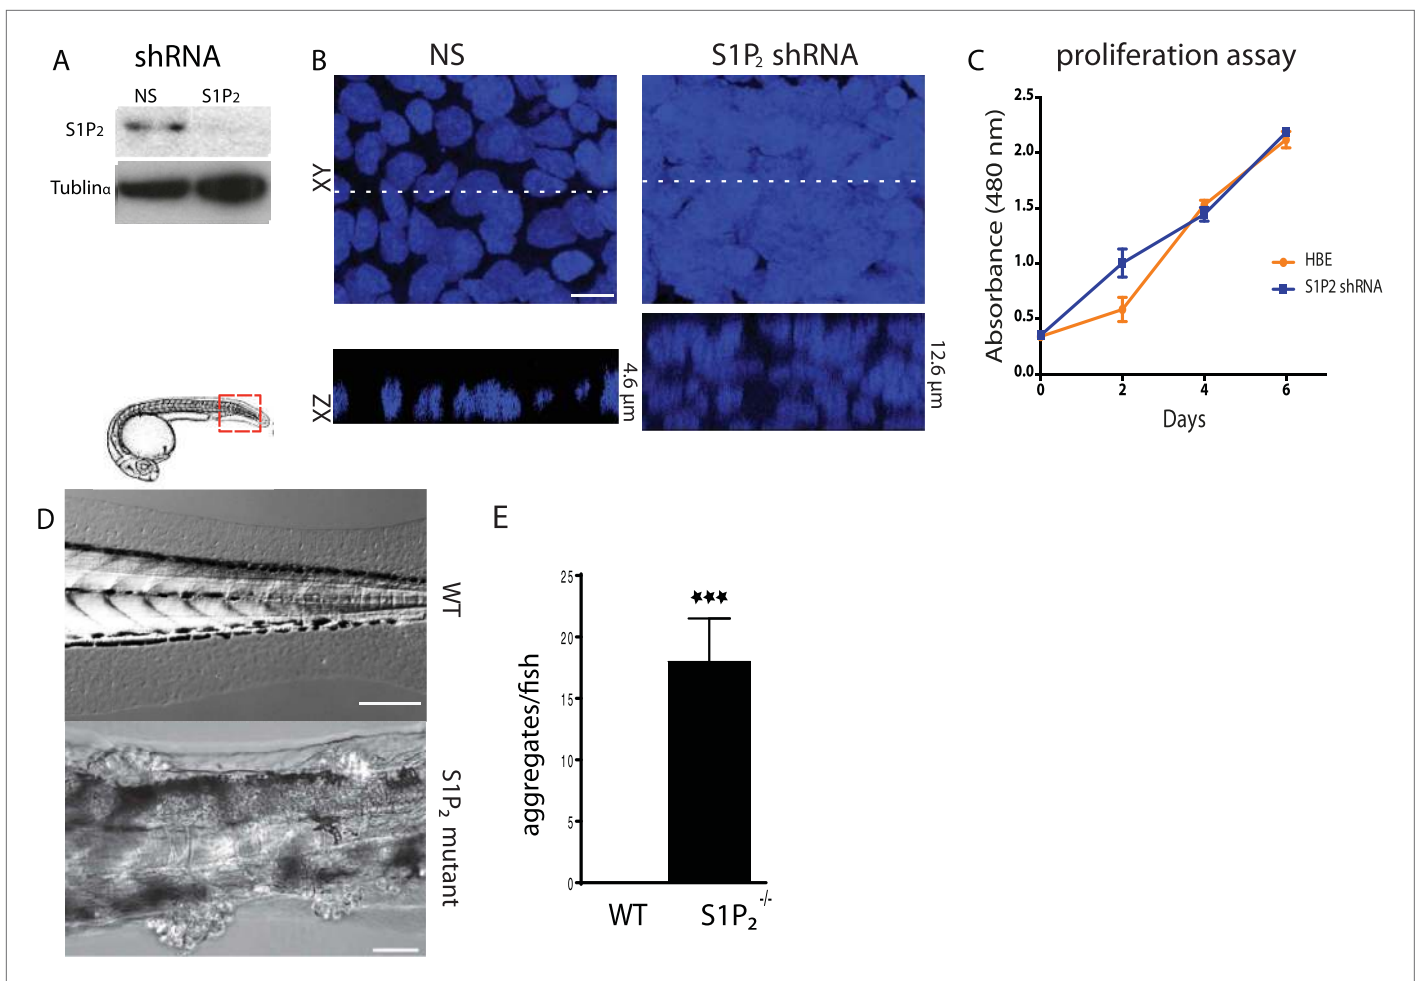 A
shRNA
NS
S1P2
S1P2
Tublinα
B
NS
S1P2 shRNA
XY
XZ
4.6 μm
12.6 μm
C
proliferation assay
Absorbance (480 nm)
2.5
2.0
1.5
1.0
0.5
0.0
0
2
4
6
Days
HBE
S1P2 shRNA
D
WT
S1P2 mutant
E
aggregates/fish
25
20
15
10
5
0
★★★
WT
S1P2-/-